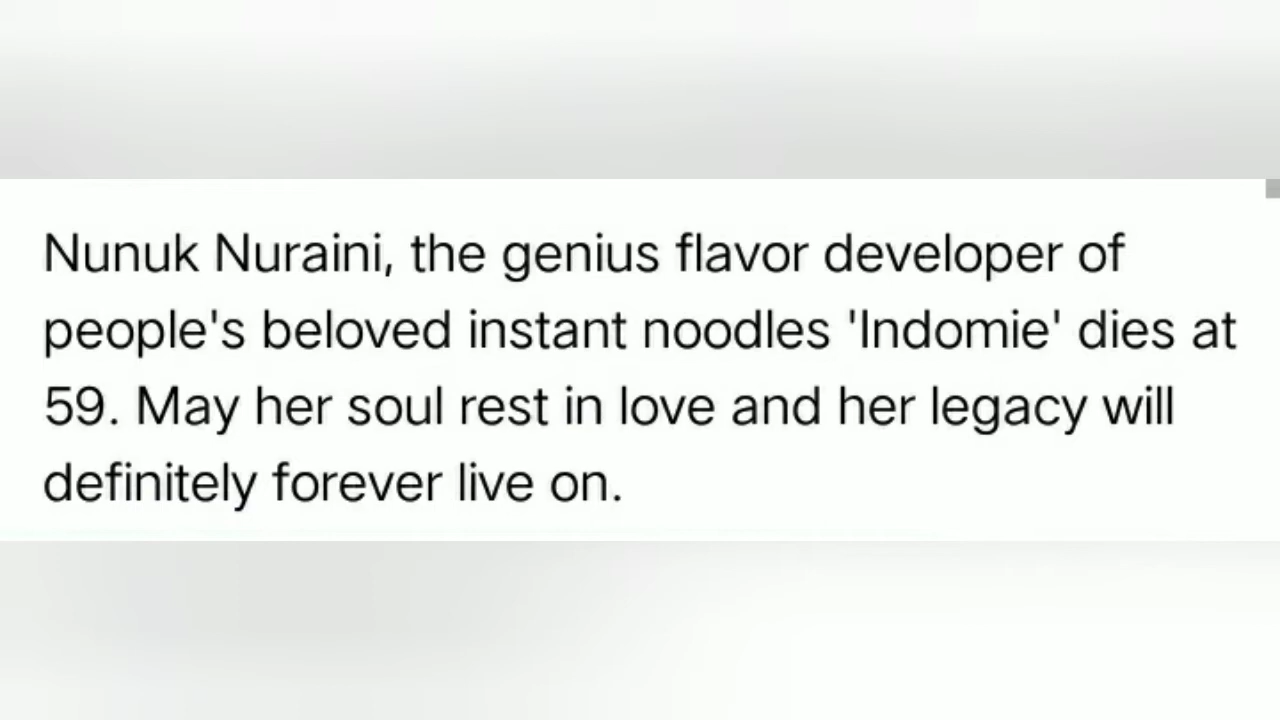 Nunuk Nuraini, the genius flavor developer of
people's beloved instant noodles 'Indomie' dies at
59. May her soul rest in love and her legacy will
definitely forever live on.